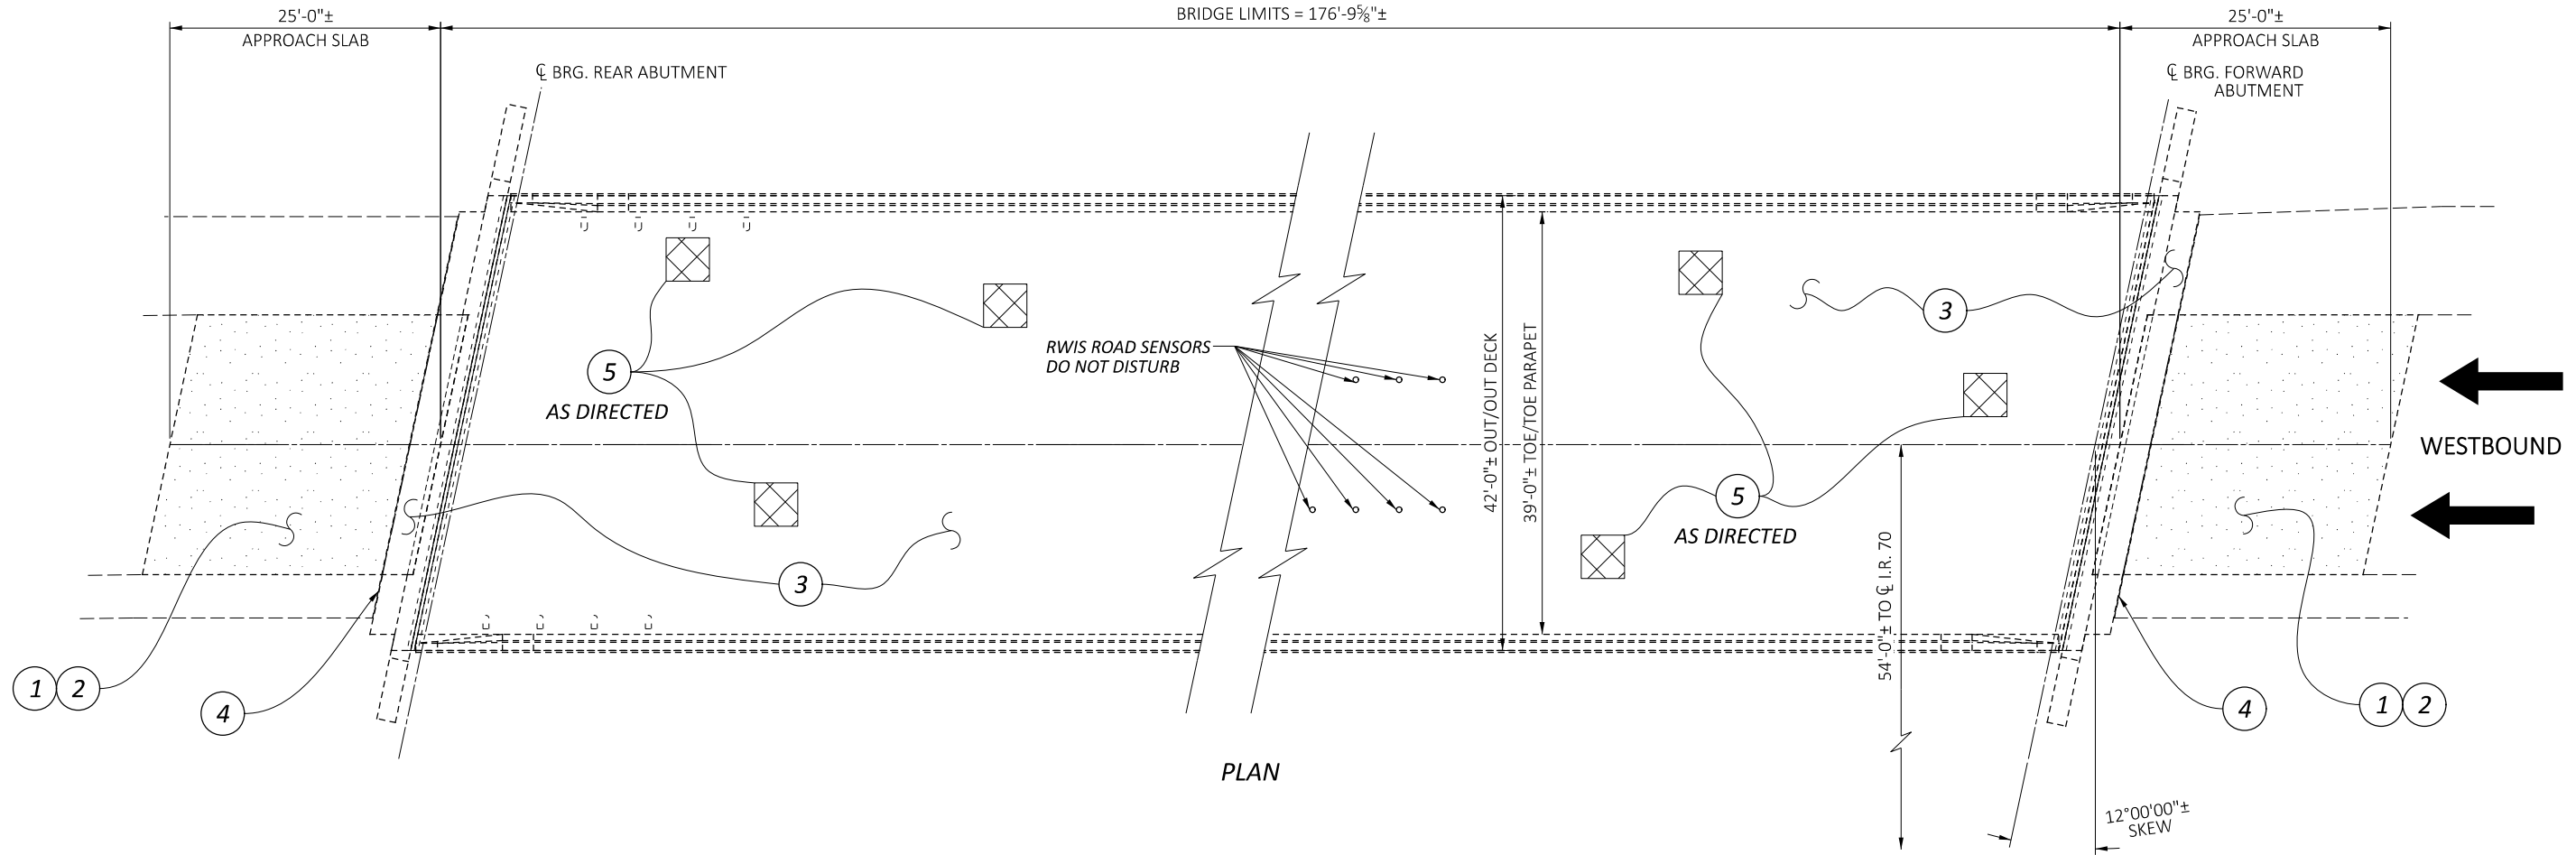 25'-0"±
APPROACH SLAB
BRIDGE LIMITS = 176'-9⅝"±
25'-0"±
APPROACH SLAB
℄ BRG. REAR ABUTMENT
℄ BRG. FORWARD
ABUTMENT
RWIS ROAD SENSORS
DO NOT DISTURB
5
AS DIRECTED
3
42'-0"± OUT/OUT DECK
39'-0"± TOE/TOE PARAPET
3
5
AS DIRECTED
54'-0"± TO ℄ I.R. 70
WESTBOUND
1 2
4
4
1 2
PLAN
12°00'00"±
SKEW